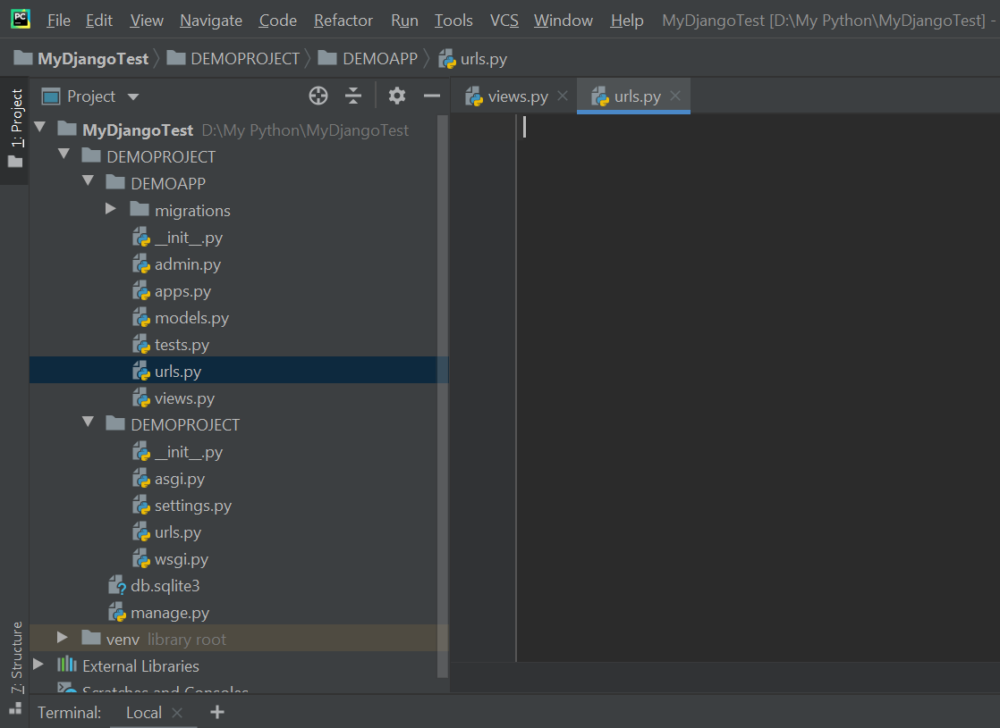 PC File Edit View Navigate Code Refactor Run Tools VCS Window Help MyDjangoTest [D:\My Python\MyDjangoTest] -
MyDjangoTest DEMOPROJECT DEMOAPP urls.py
1: Project
Project
views.py urls.py
MyDjangoTest D:\My Python\MyDjangoTest
DEMOPROJECT
DEMOAPP
migrations
__init__.py
admin.py
apps.py
models.py
tests.py
urls.py
views.py
DEMOPROJECT
__init__.py
asgi.py
settings.py
urls.py
wsgi.py
db.sqlite3
manage.py
venv library root
External Libraries
Scratches and Consoles
7: Structure
Terminal: Local